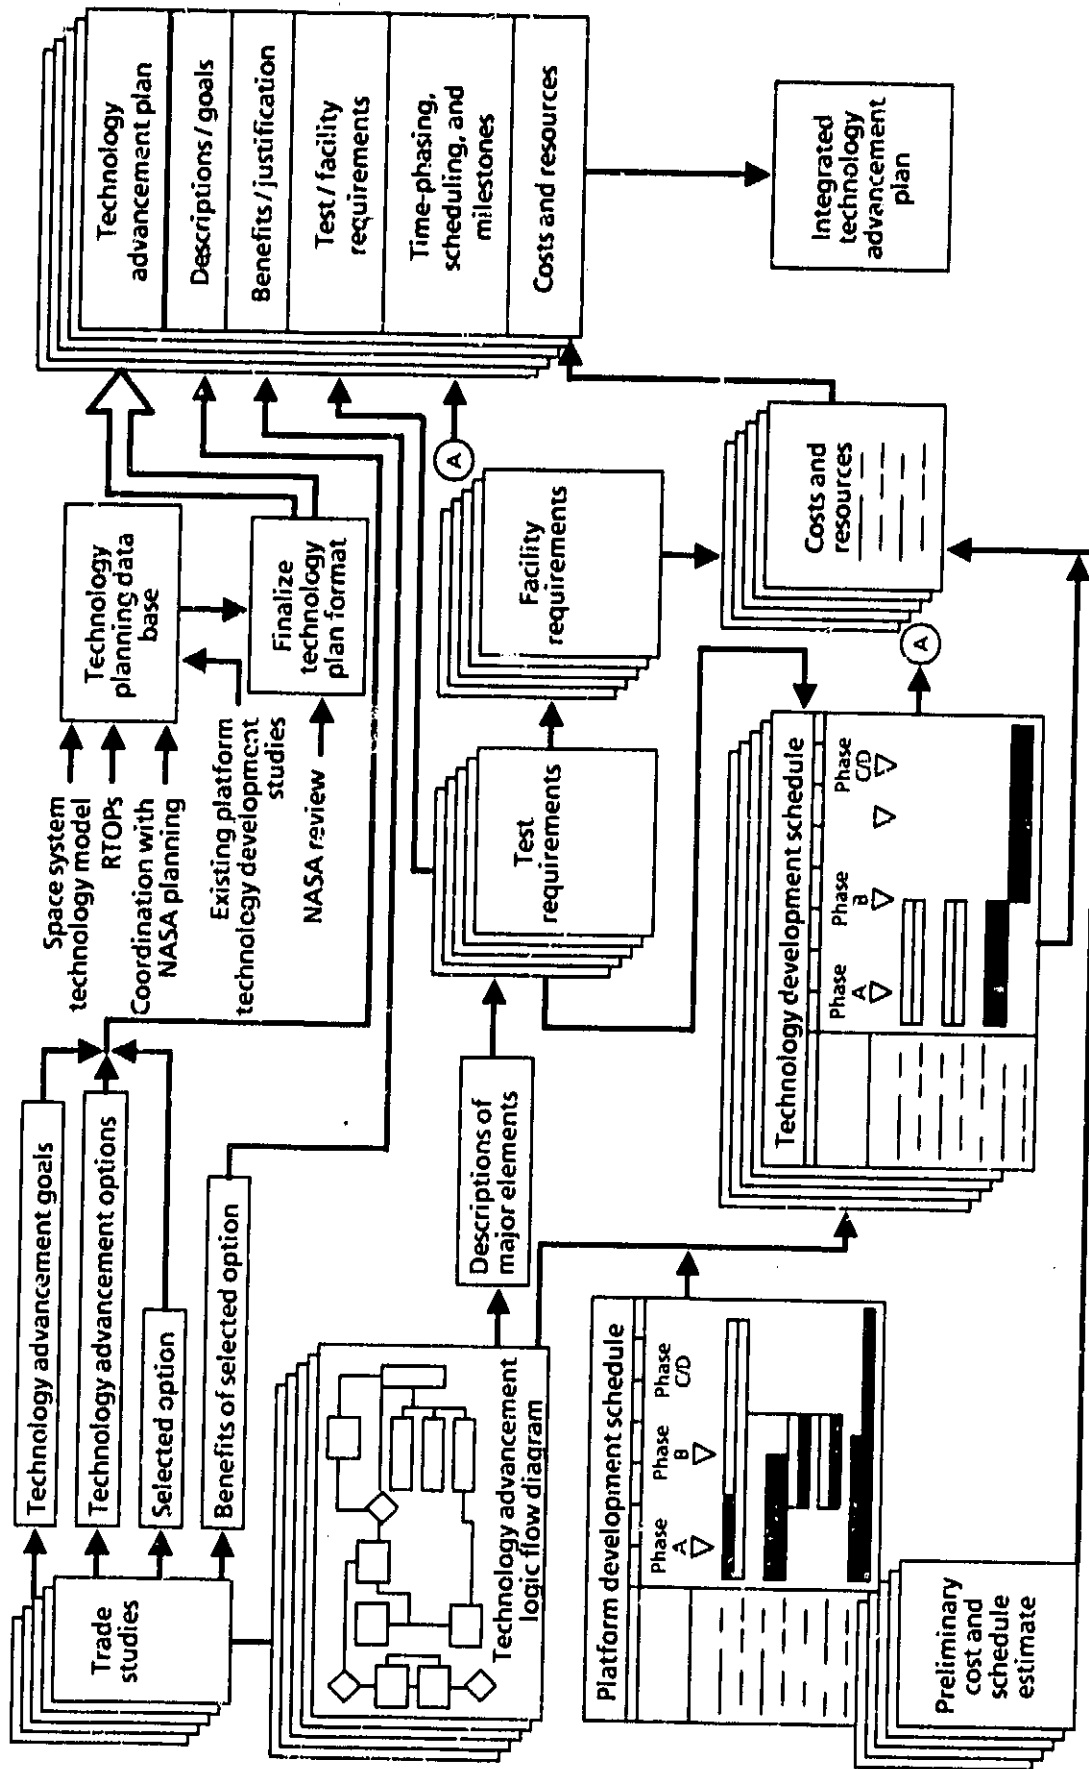 Trade
studies
Technology advancement goals
Technology advancement options
Selected option
Benefits of selected option
Space system
technology model
RTOPs
Coordination with
NASA planning
Existing platform
technology development
studies
NASA review
Technology
planning data
base
Finalize
technology
plan format
Technology
advancement plan
Descriptions / goals
Benefits / justification
Test / facility
requirements
Time-phasing,
scheduling, and
milestones
Costs and resources
A
Technology advancement
logic flow diagram
Descriptions of
major elements
Test
requirements
Facility
requirements
Platform development schedule
Phase
A
Phase
B
Phase
C/D
Technology development schedule
Phase
A
Phase
B
Phase
C/D
A
Costs and
resources
Integrated
technology
advancement
plan
Preliminary
cost and
schedule
estimate